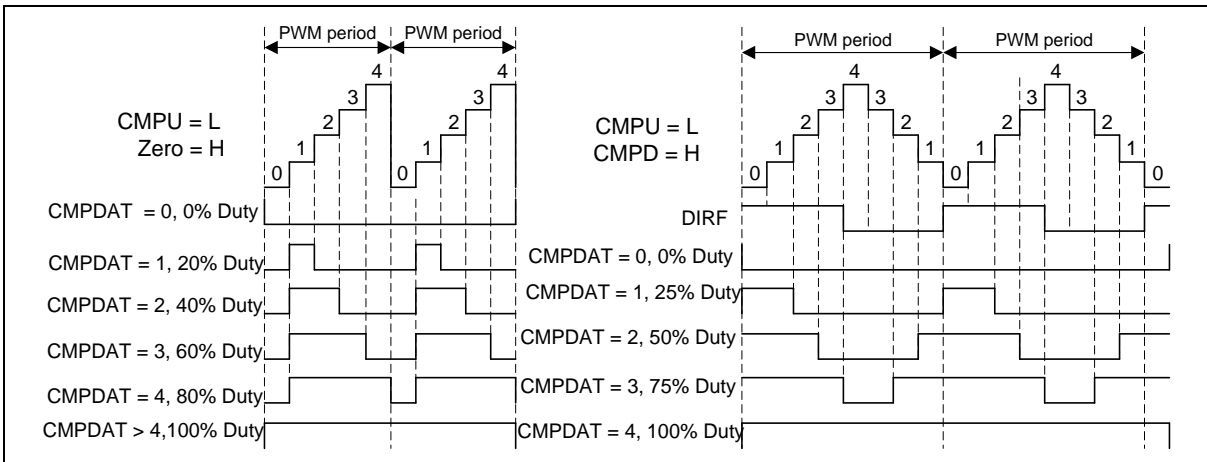 PWM period PWM period
4 4
3 3
2 2
1 1
0 0
CMPU = L
Zero = H
CMPDAT = 0, 0% Duty
CMPDAT = 1, 20% Duty
CMPDAT = 2, 40% Duty
CMPDAT = 3, 60% Duty
CMPDAT = 4, 80% Duty
CMPDAT > 4,100% Duty
PWM period PWM period
4 4
3 3 3 3
2 2 2 2
1 1 1 1
0 0 0
CMPU = L
CMPD = H
DIRF
CMPDAT = 0, 0% Duty
CMPDAT = 1, 25% Duty
CMPDAT = 2, 50% Duty
CMPDAT = 3, 75% Duty
CMPDAT = 4, 100% Duty